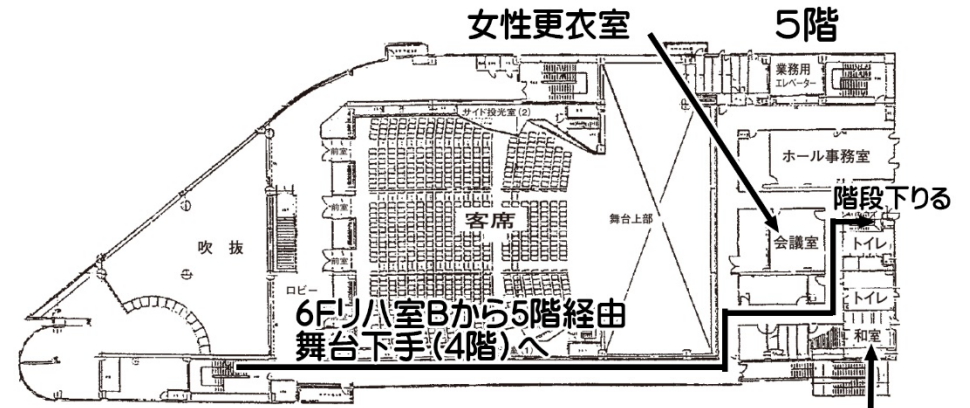 女性更衣室
5階
業務用
エレベーター
サイド投光室(2)
ホール事務室
前室
階段下りる
前室
客席
舞台上部
会議室
トイレ
吹抜
前室
ロビー
トイレ
6Fリハ室Bから5階経由
舞台下手(4階)へ
和室